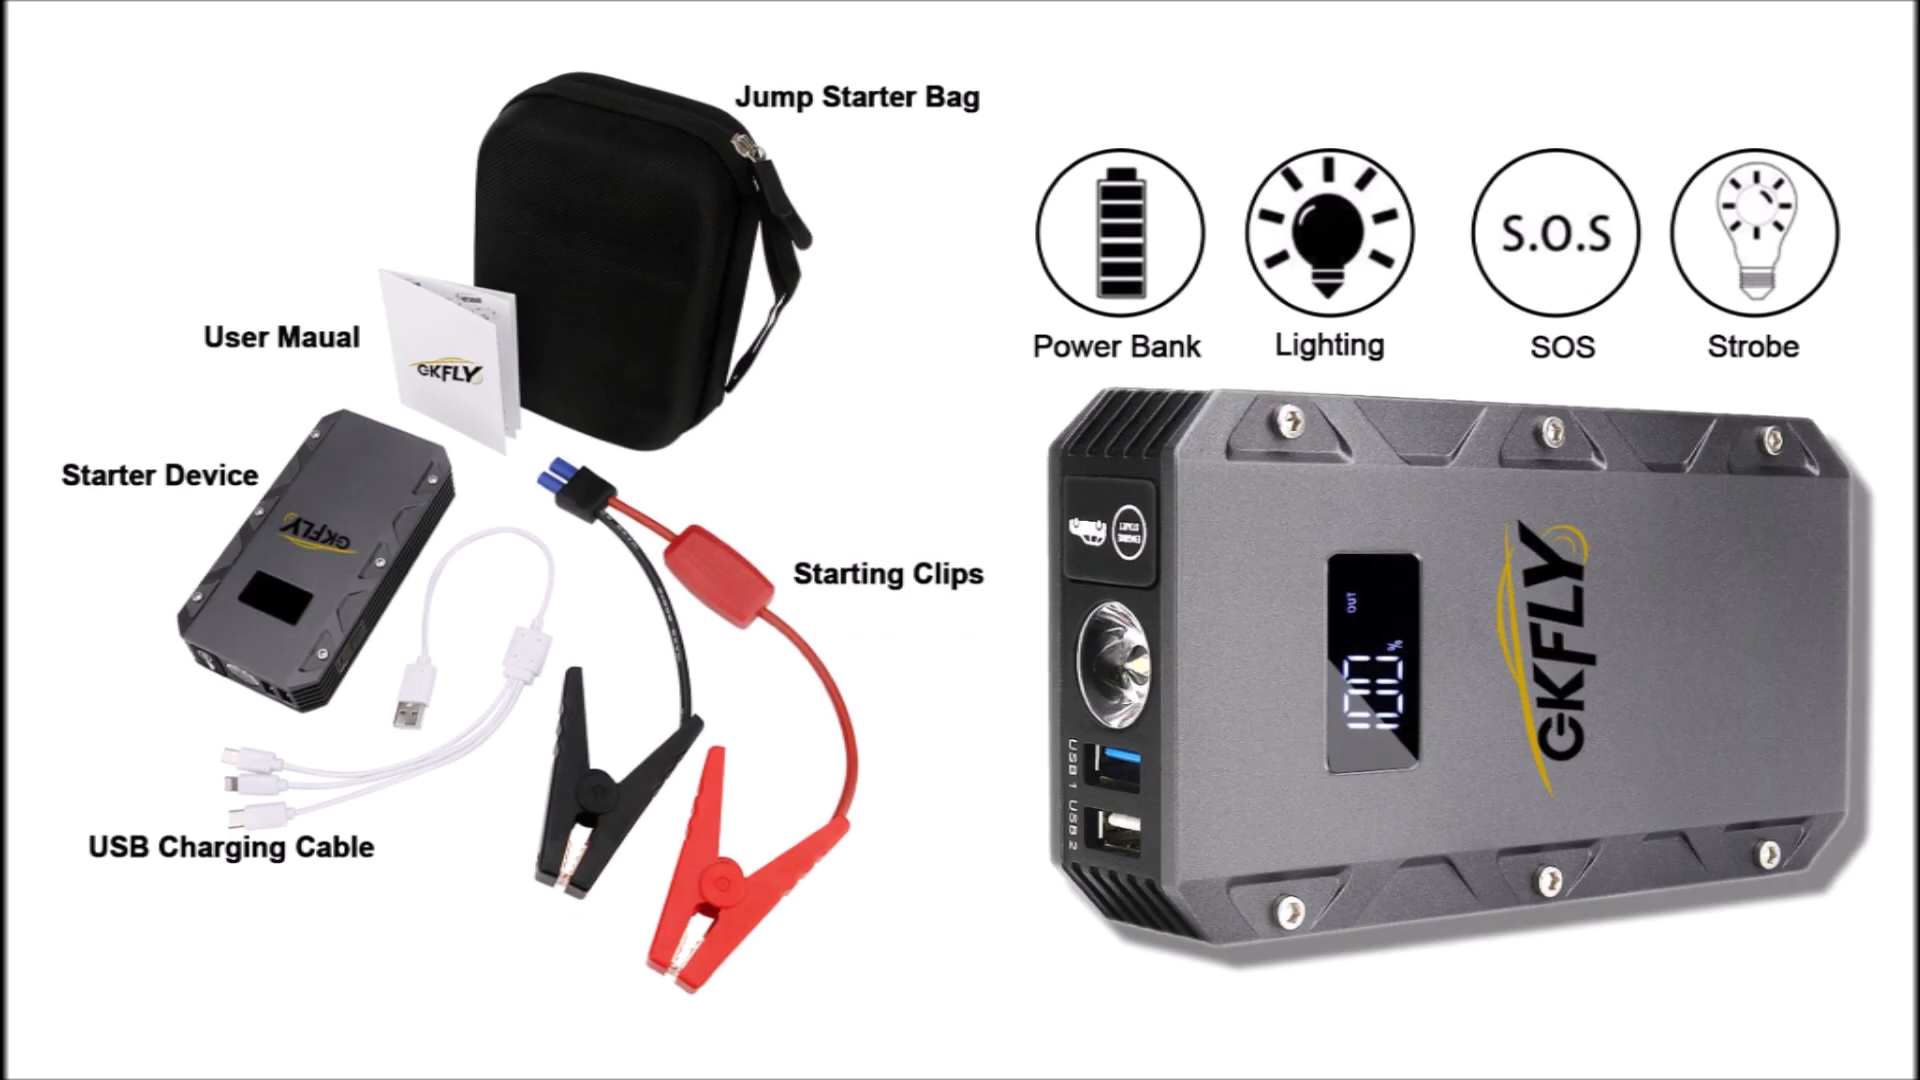 Jump Starter Bag
User Maual
GKFLY
Starter Device
GKFLY
Starting Clips
USB Charging Cable
S.O.S
Power Bank
Lighting
SOS
Strobe
ENGINE
START
OUT
100%
GKFLY
USB 1
USB 2